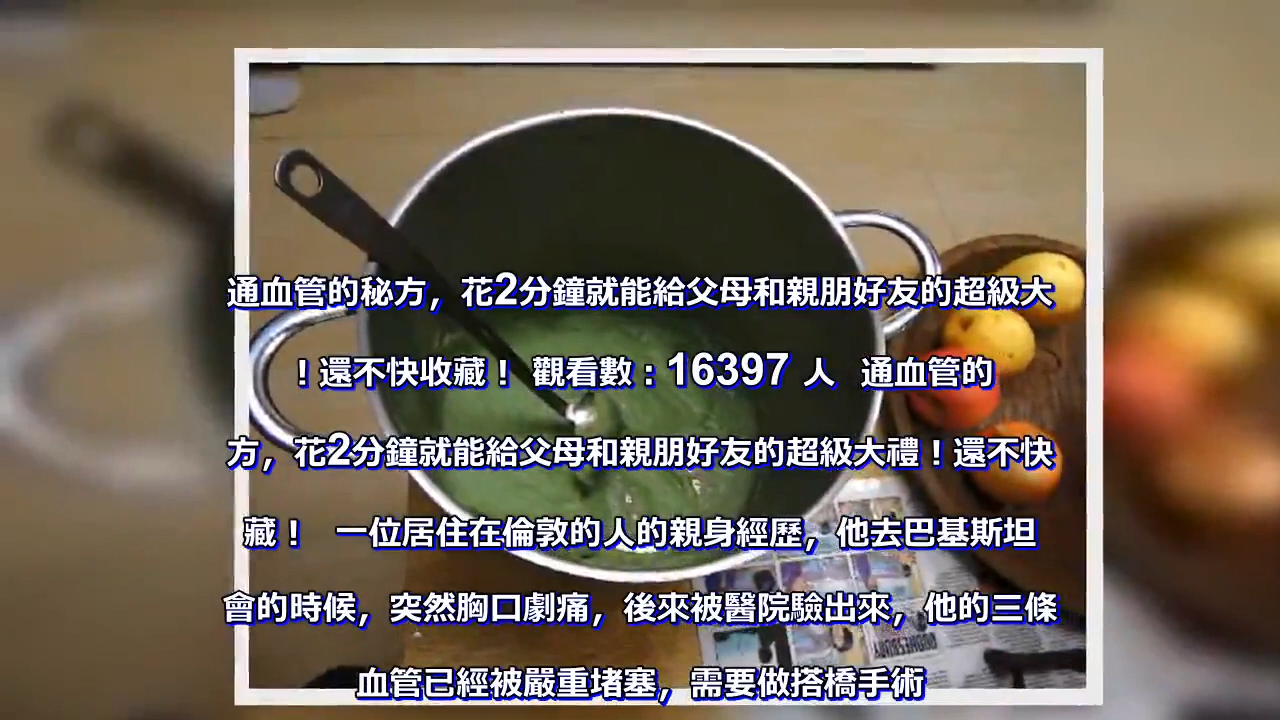 通血管的秘方，花2分鐘就能給父母和親朋好友的超級大
！還不快收藏！ 觀看數：16397 人 通血管的
方，花2分鐘就能給父母和親朋好友的超級大禮！還不快
藏！ 一位居住在倫敦的人的親身經歷，他去巴基斯坦
會的時候，突然胸口劇痛，後來被醫院驗出來，他的三條
血管已經被嚴重堵塞，需要做搭橋手術